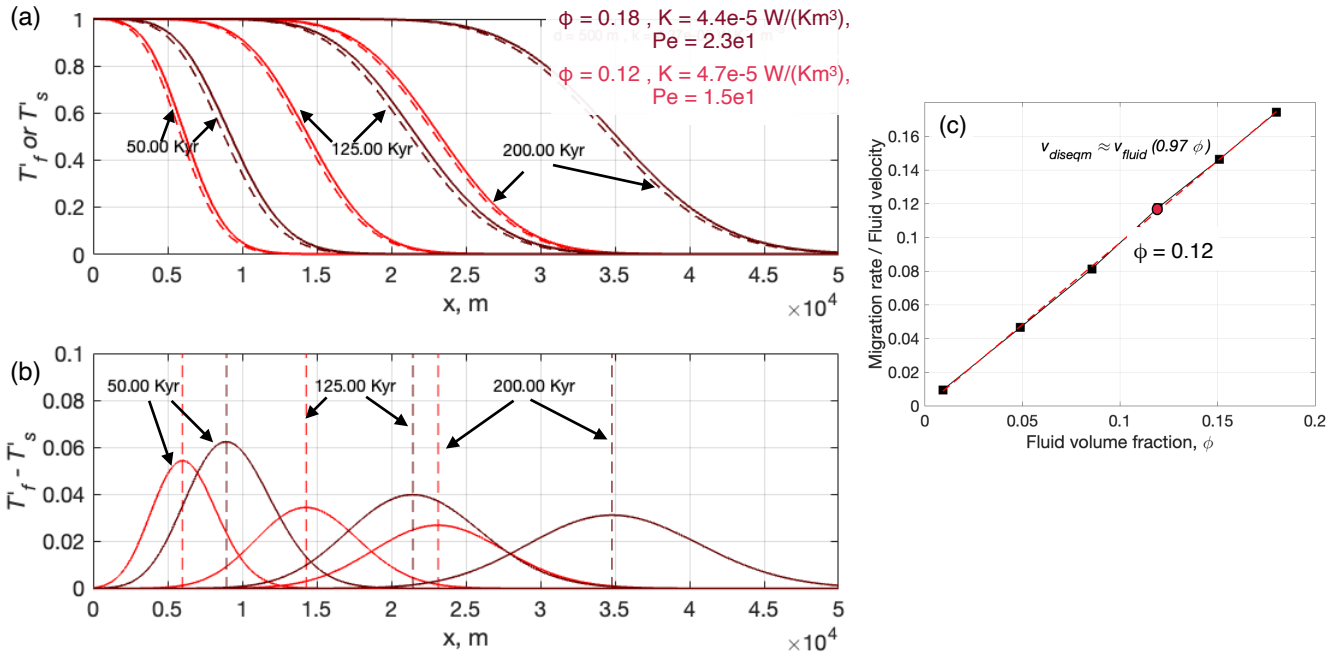 (a)
ϕ = 0.18 , K = 4.4e-5 W/(Km³),
Pe = 2.3e1
ϕ = 0.12 , K = 4.7e-5 W/(Km³),
Pe = 1.5e1
T'f or T's
1
0.8
0.6
0.4
0.2
0
50.00 Kyr
125.00 Kyr
200.00 Kyr
0 0.5 1 1.5 2 2.5 3 3.5 4 4.5 5
x, m
×10⁴
(b)
T'f - T's
0.1
0.08
0.06
0.04
0.02
0
50.00 Kyr
125.00 Kyr
200.00 Kyr
0 0.5 1 1.5 2 2.5 3 3.5 4 4.5 5
x, m
×10⁴
(c)
v_diseqm ≈ v_fluid (0.97 ϕ)
ϕ = 0.12
Migration rate / Fluid velocity
0.16
0.14
0.12
0.1
0.08
0.06
0.04
0.02
0
0 0.05 0.1 0.15 0.2
Fluid volume fraction, ϕ